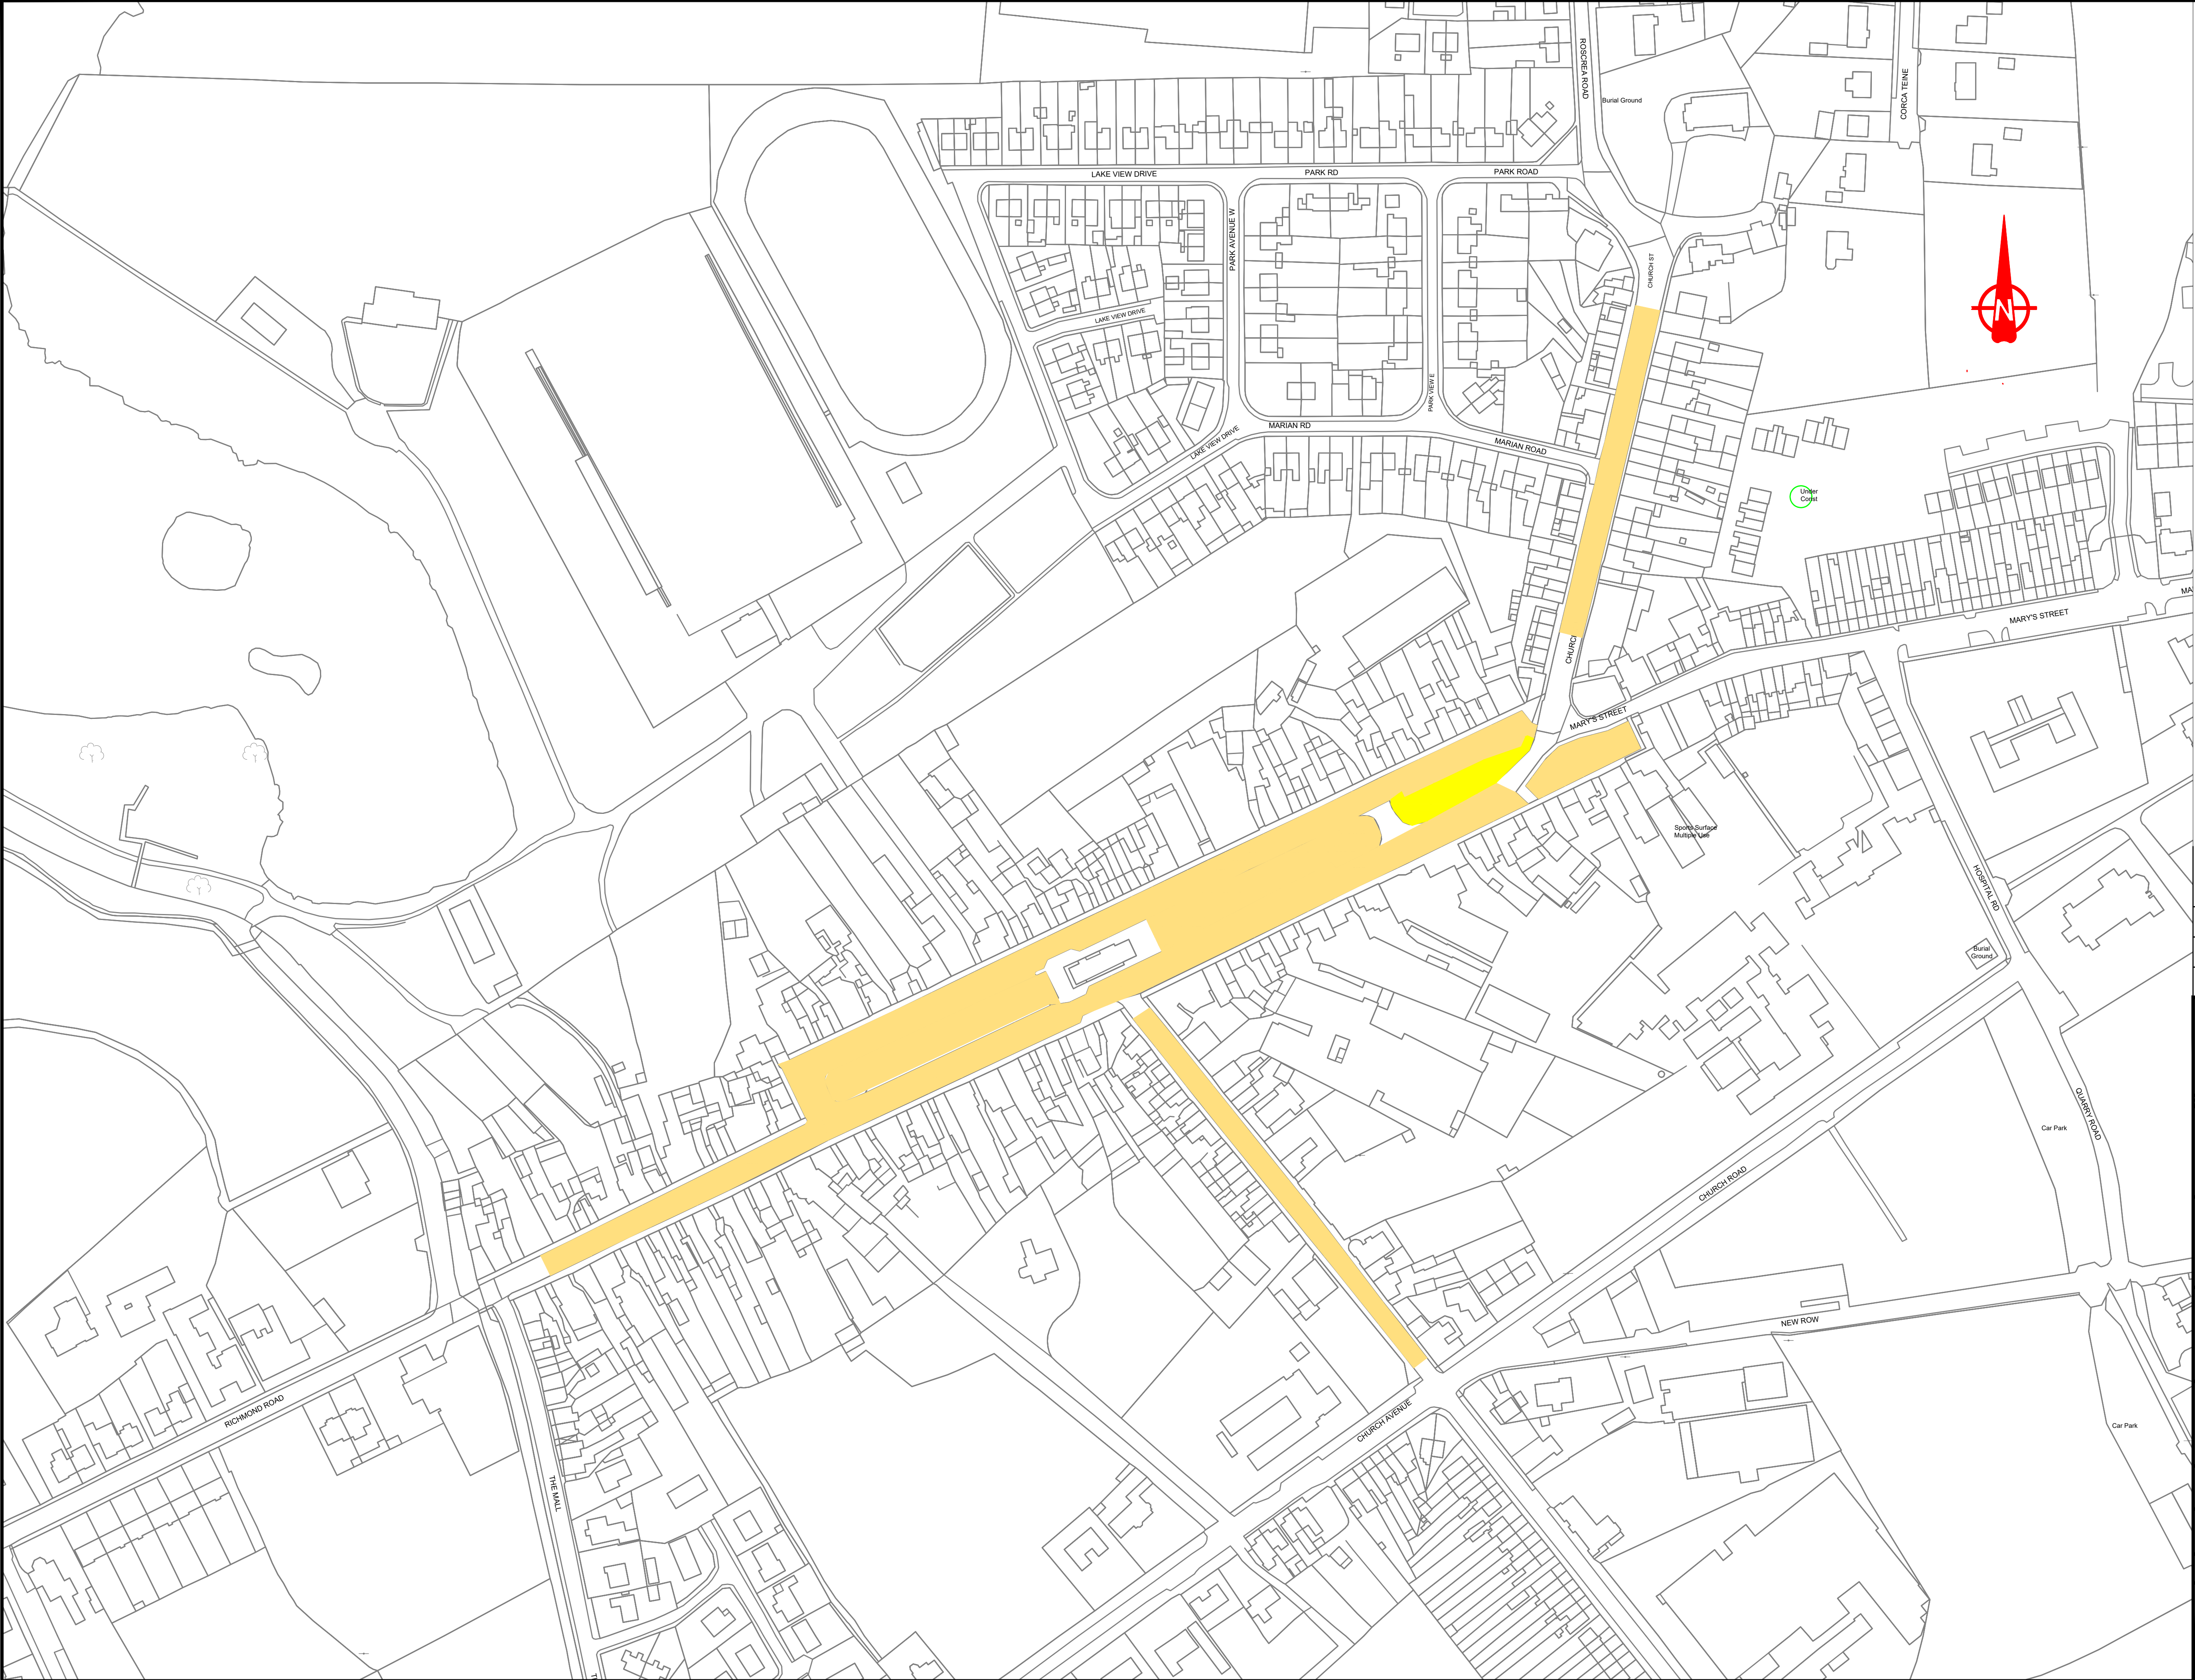 ROSCREA ROAD
Burial Ground
CORCA TEINE
LAKE VIEW DRIVE
PARK RD
PARK ROAD
PARK AVENUE W
CHURCH ST
N
LAKE VIEW DRIVE
PARK VIEW E
MARIAN RD
LAKE VIEW DRIVE
MARIAN ROAD
Under
Const
MA
MARY'S STREET
CHURC
MARY'S STREET
Sports Surface
Multiple Use
HOSPITAL RD
Burial
Ground
QUARRY ROAD
Car Park
CHURCH ROAD
NEW ROW
RICHMOND ROAD
CHURCH AVENUE
Car Park
THE MALL